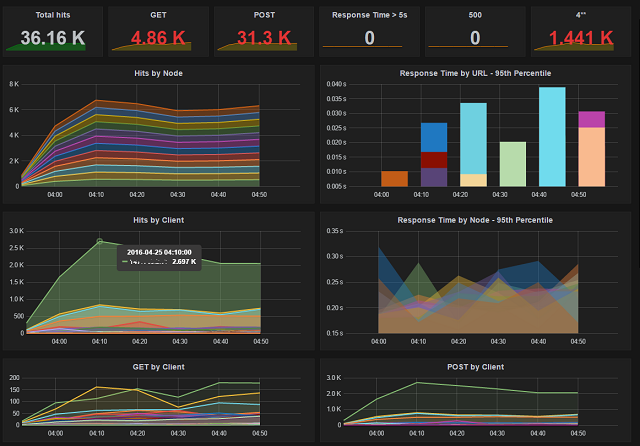 Total hits GET POST Response Time > 5s 500 4**
36.16 K 4.86 K 31.3 K 0 0 1.441 K
Hits by Node
8 K
6 K
4 K
2 K
0
04:00 04:10 04:20 04:30 04:40 04:50
Response Time by URL - 95th Percentile
0.040 s
0.035 s
0.030 s
0.025 s
0.020 s
0.015 s
0.010 s
0.005 s
04:00 04:10 04:20 04:30 04:40 04:50
Hits by Client
3.0 K
2.5 K
2.0 K
1.5 K
1.0 K
500
0
2016-04-25 04:10:00
2.697 K
04:00 04:10 04:20 04:30 04:40 04:50
Response Time by Node - 95th Percentile
0.35 s
0.30 s
0.25 s
0.20 s
0.15 s
04:00 04:10 04:20 04:30 04:40 04:50
GET by Client
200
150
100
50
0
04:00 04:10 04:20 04:30 04:40 04:50
POST by Client
3.0 K
2.0 K
1.0 K
0
04:00 04:10 04:20 04:30 04:40 04:50